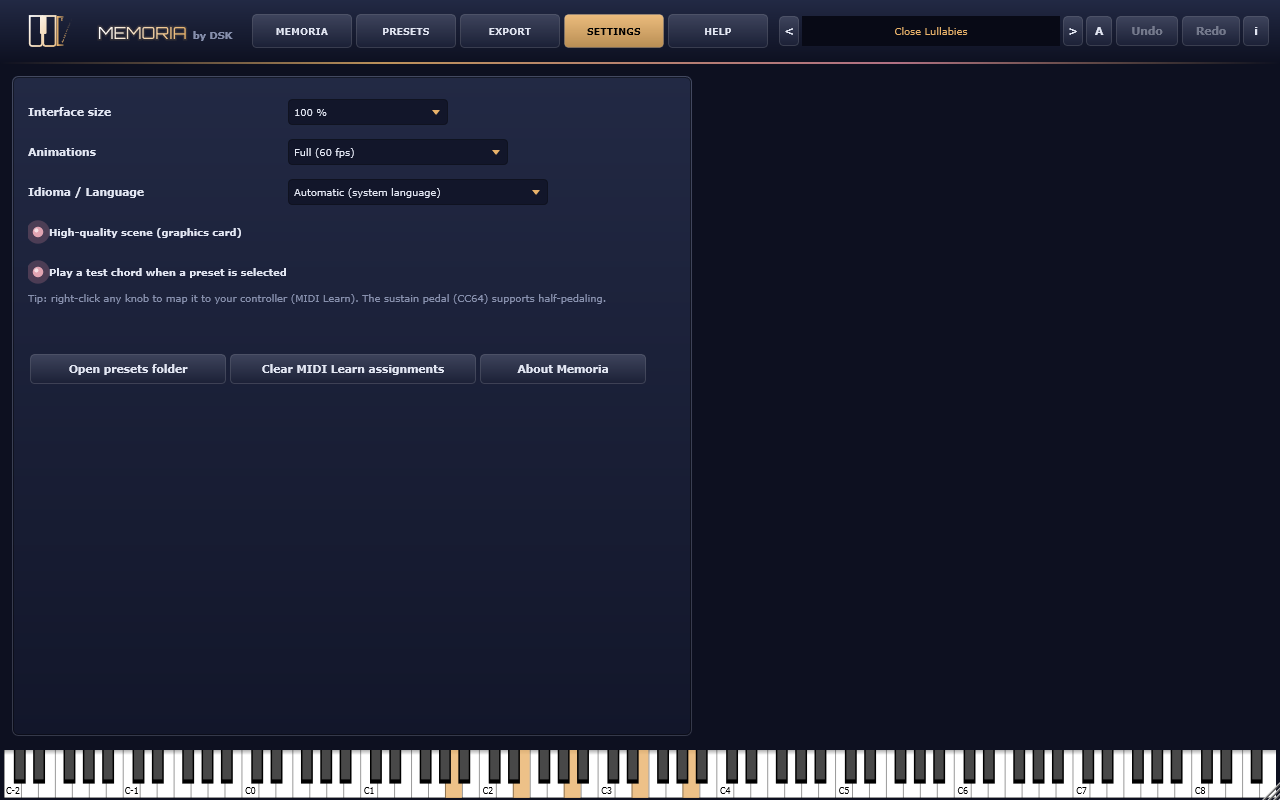 MEMORIA by DSK MEMORIA PRESETS EXPORT SETTINGS HELP < Close Lullabies > A Undo Redo i
Interface size 100 %
Animations Full (60 fps)
Idioma / Language Automatic (system language)
High-quality scene (graphics card)
Play a test chord when a preset is selected
Tip: right-click any knob to map it to your controller (MIDI Learn). The sustain pedal (CC64) supports half-pedaling.
Open presets folder Clear MIDI Learn assignments About Memoria
C-2 C-1 C0 C1 C2 C3 C4 C5 C6 C7 C8